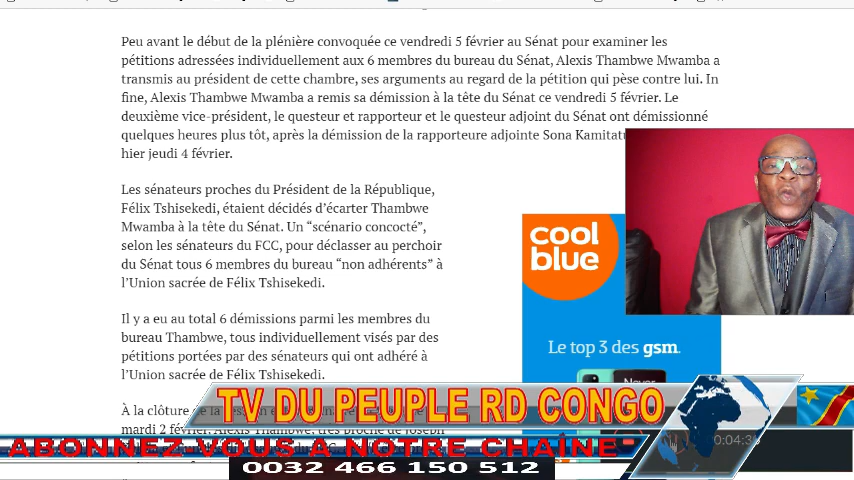 Peu avant le début de la plénière convoquée ce vendredi 5 février au Sénat pour examiner les
pétitions adressées individuellement aux 6 membres du bureau du Sénat, Alexis Thambwe Mwamba a
transmis au président de cette chambre, ses arguments au regard de la pétition qui pèse contre lui. In
fine, Alexis Thambwe Mwamba a remis sa démission à la tête du Sénat ce vendredi 5 février. Le
deuxième vice-président, le questeur et rapporteur et le questeur adjoint du Sénat ont démissionné
quelques heures plus tôt, après la démission de la rapporteure adjointe Sona Kamitatu
hier jeudi 4 février.
Les sénateurs proches du Président de la République,
Félix Tshisekedi, étaient décidés d'écarter Thambwe
Mwamba à la tête du Sénat. Un “scénario concocté”,
selon les sénateurs du FCC, pour déclasser au perchoir
du Sénat tous 6 membres du bureau “non adhérents” à
l'Union sacrée de Félix Tshisekedi.
Il y a eu au total 6 démissions parmi les membres du
bureau Thambwe, tous individuellement visés par des
pétitions portées par des sénateurs qui ont adhéré à
l'Union sacrée de Félix Tshisekedi.
À la clôture de la
mardi 2 février, Alexis Thambwe, très proche de Joseph
cool
blue
Le top 3 des gsm.
TV DU PEUPLE RD CONGO
ABONNEZ-VOUS A NOTRE CHAÎNE
0032 466 150 512